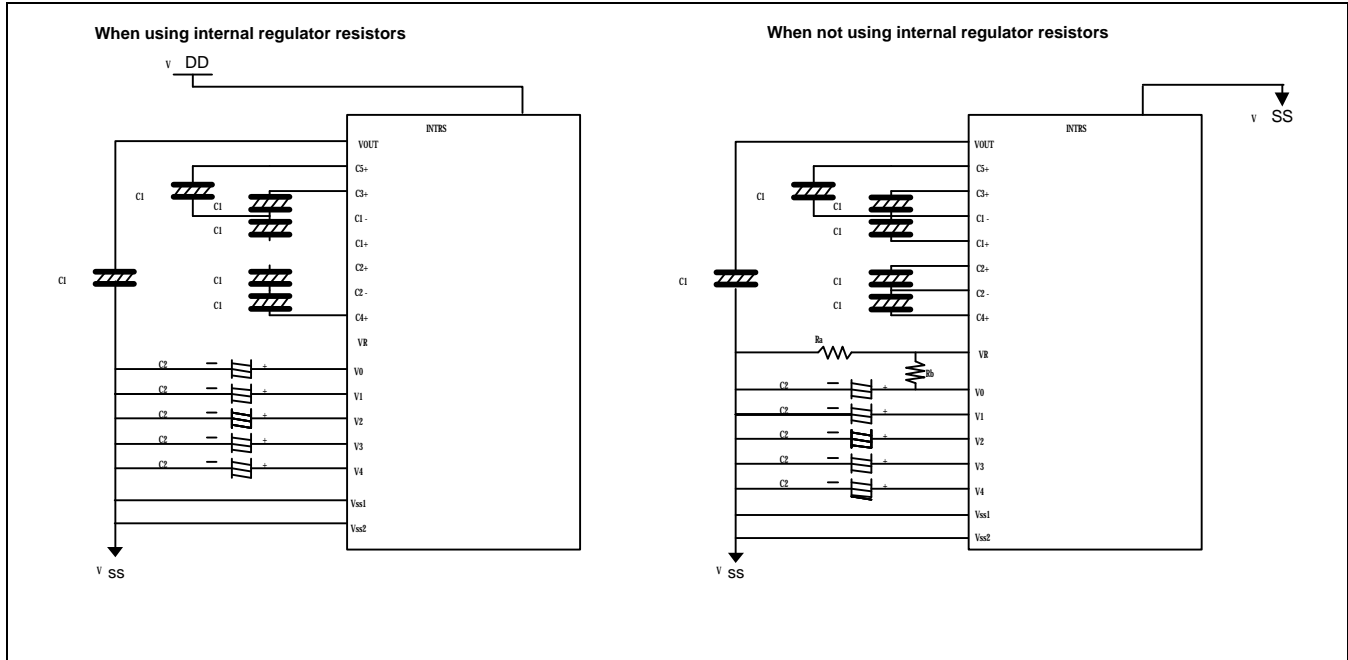 When using internal regulator resistors
V DD
INTRS
VOUT
C5+
C1
C3+
C1
C1 -
C1
C1+
C2+
C1
C1
C2 -
C1
C4+
VR
C2 — + V0
C2 — + V1
C2 — + V2
C2 — + V3
C2 — + V4
Vss1
Vss2
V SS
When not using internal regulator resistors
V SS
INTRS
VOUT
C5+
C1
C3+
C1
C1 -
C1
C1+
C2+
C1
C1
C2 -
C1
C4+
Ra
VR
Rb
C2 — + V0
C2 — + V1
C2 — + V2
C2 — + V3
C2 — + V4
Vss1
Vss2
V SS